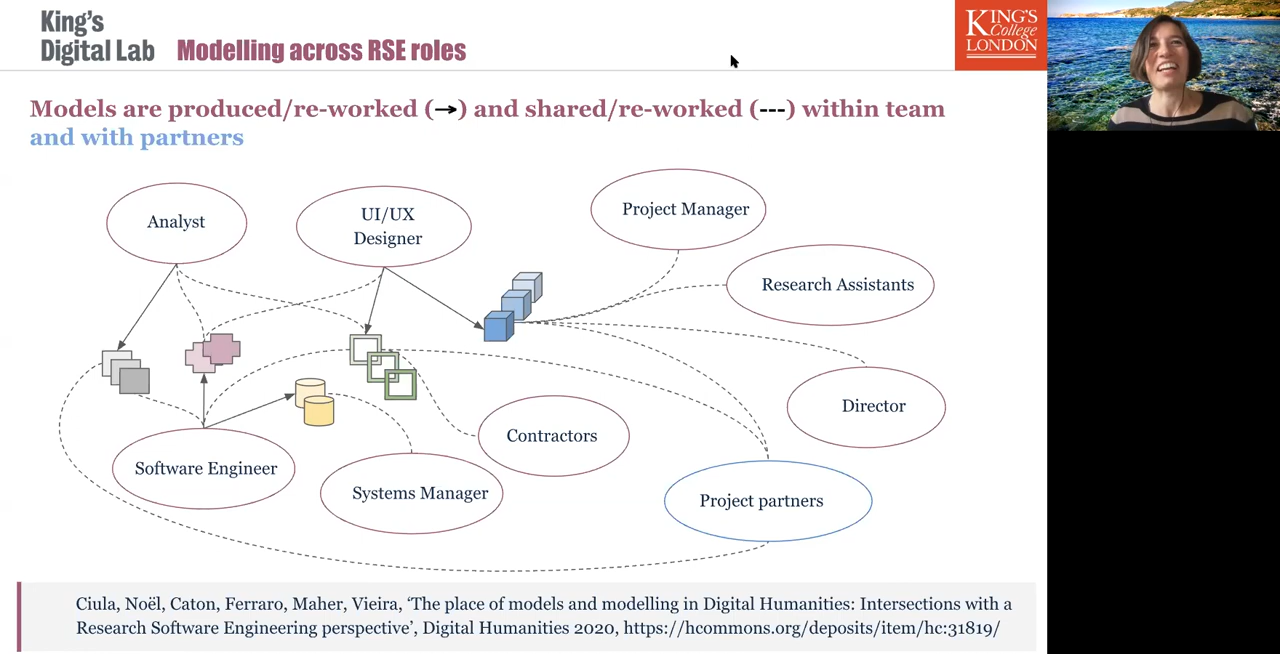 King's
Digital Lab
Modelling across RSE roles
KING'S
College
LONDON
Models are produced/re-worked (→) and shared/re-worked (---) within team
and with partners
Analyst
UI/UX
Designer
Project Manager
Research Assistants
Director
Contractors
Software Engineer
Systems Manager
Project partners
Ciula, Noël, Caton, Ferraro, Maher, Vieira, ‘The place of models and modelling in Digital Humanities: Intersections with a
Research Software Engineering perspective’, Digital Humanities 2020, https://hcommons.org/deposits/item/hc:31819/